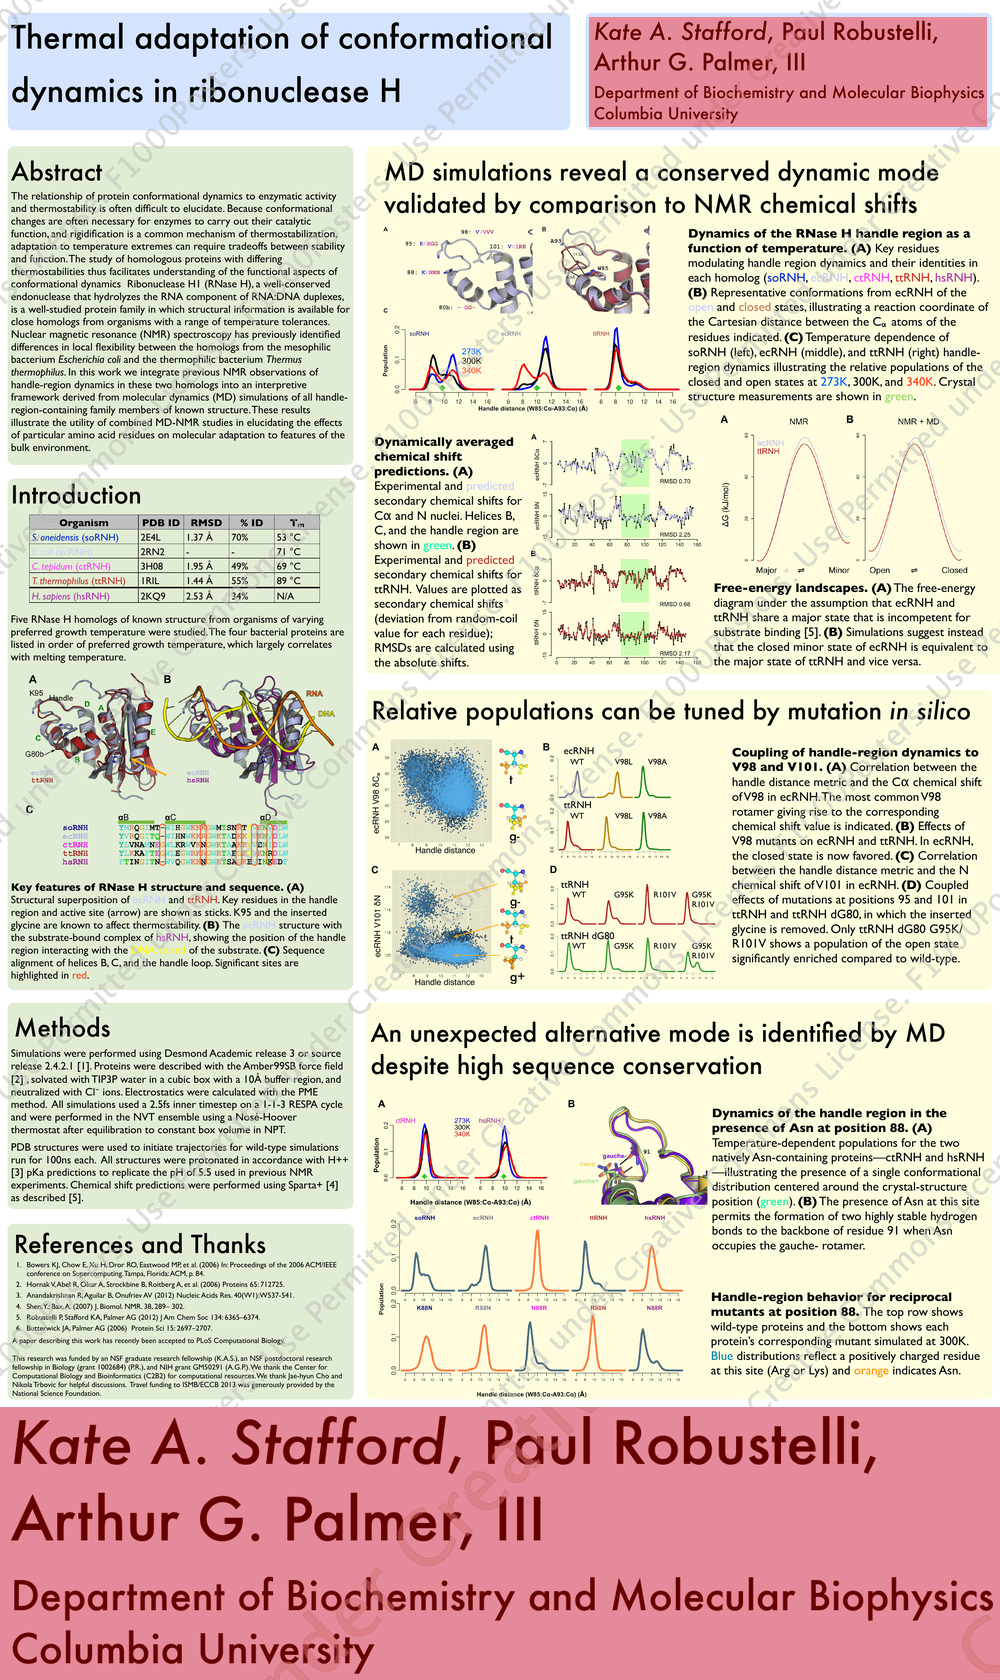 Thermal adaptation of conformational
dynamics in ribonuclease H
Kate A. Stafford, Paul Robustelli,
Arthur G. Palmer, III
Department of Biochemistry and Molecular Biophysics
Columbia University
Abstract
The relationship of protein conformational dynamics to enzymatic activity
and thermostability is often difficult to elucidate. Because conformational
changes are often necessary for enzymes to carry out their catalytic
function, and rigidification is a common mechanism of thermostabilization,
adaptation to temperature extremes can require tradeoffs between stability
and function. The study of homologous proteins with differing
thermostabilities thus facilitates understanding of the functional aspects of
conformational dynamics Ribonuclease H1 (RNase H), a well-conserved
endonuclease that hydrolyzes the RNA component of RNA:DNA duplexes,
is a well-studied protein family in which structural information is available for
close homologs from organisms with a range of temperature tolerances.
Nuclear magnetic resonance (NMR) spectroscopy has previously identified
differences in local flexibility between the homologs from the mesophilic
bacterium Escherichia coli and the thermophilic bacterium Thermus
thermophilus. In this work we integrate previous NMR observations of
handle-region dynamics in these two homologs into an interpretive
framework derived from molecular dynamics (MD) simulations of all handle-
region-containing family members of known structure. These results
illustrate the utility of combined MD-NMR studies in elucidating the effects
of particular amino acid residues on molecular adaptation to features of the
bulk environment.
Introduction
Organism PDB ID RMSD % ID Tm
S. oneidensis (soRNH) 2E4L 1.37 Å 70% 53 °C
E. coli (ecRNH) 2RN2 - - 71 °C
C. tepidum (ctRNH) 3H08 1.95 Å 49% 69 °C
T. thermophilus (ttRNH) 1RIL 1.44 Å 55% 89 °C
H. sapiens (hsRNH) 2KQ9 2.53 Å 34% N/A
Five RNase H homologs of known structure from organisms of varying
preferred growth temperature were studied. The four bacterial proteins are
listed in order of preferred growth temperature, which largely correlates
with melting temperature.
A
K95
Handle
G80b
ecRNH
ttRNH
B
RNA
DNA
ecRNH
hsRNH
C
αB αC αD
soRNH
ecRNH
ctRNH
ttRNH
hsRNH
Key features of RNase H structure and sequence. (A)
Structural superposition of ecRNH and ttRNH. Key residues in the handle
region and active site (arrow) are shown as sticks. K95 and the inserted
glycine are known to affect thermostability. (B) The ecRNH structure with
the substrate-bound complex of hsRNH, showing the position of the handle
region interacting with the DNA strand of the substrate. (C) Sequence
alignment of helices B, C, and the handle loop. Significant sites are
highlighted in red.
Methods
Simulations were performed using Desmond Academic release 3 or source
release 2.4.2.1 [1]. Proteins were described with the Amber99SB force field
[2], solvated with TIP3P water in a cubic box with a 10Å buffer region, and
neutralized with Cl⁻ ions. Electrostatics were calculated with the PME
method. All simulations used a 2.5fs inner timestep on a 1-1-3 RESPA cycle
and were performed in the NVT ensemble using a Nosé-Hoover
thermostat after equilibration to constant box volume in NPT.
PDB structures were used to initiate trajectories for wild-type simulations
run for 100ns each. All structures were protonated in accordance with H++
[3] pKa predictions to replicate the pH of 5.5 used in previous NMR
experiments. Chemical shift predictions were performed using Sparta+ [4]
as described [5].
References and Thanks
1. Bowers KJ, Chow E, Xu H, Dror RO, Eastwood MP, et al. (2006) In: Proceedings of the 2006 ACM/IEEE
conference on Supercomputing. Tampa, Florida: ACM, p. 84.
2. Hornak V, Abel R, Okur A, Strockbine B, Roitberg A, et al. (2006) Proteins 65: 712725.
3. Anandakrishnan R, Aguilar B, Onufriev AV (2012) Nucleic Acids Res. 40(W1):W537-541.
4. Shen, Y.; Bax, A. (2007) J. Biomol. NMR. 38, 289– 302.
5. Robustelli P, Stafford KA, Palmer AG (2012) J Am Chem Soc 134: 6365–6374.
6. Butterwick JA, Palmer AG (2006) Protein Sci 15: 2697–2707.
A paper describing this work has recently been accepted to PLoS Computational Biology.
This research was funded by an NSF graduate research fellowship (K.A.S.), an NSF postdoctoral research
fellowship in Biology (grant 1002684) (P.R.), and NIH grant GM50291 (A.G.P.). We thank the Center for
Computational Biology and Bioinformatics (C2B2) for computational resources. We thank Jae-hyun Cho and
Nikola Trbovic for helpful discussions. Travel funding to ISMB/ECCB 2013 was generously provided by the
National Science Foundation.
MD simulations reveal a conserved dynamic mode
validated by comparison to NMR chemical shifts
Dynamics of the RNase H handle region as a
function of temperature. (A) Key residues
modulating handle region dynamics and their identities in
each homolog (soRNH, ecRNH, ctRNH, ttRNH, hsRNH).
(B) Representative conformations from ecRNH of the
open and closed states, illustrating a reaction coordinate of
the Cartesian distance between the Cα atoms of the
residues indicated. (C) Temperature dependence of
soRNH (left), ecRNH (middle), and ttRNH (right) handle-
region dynamics illustrating the relative populations of the
closed and open states at 273K, 300K, and 340K. Crystal
structure measurements are shown in green.
A B C
A93
W85
soRNH ecRNH ttRNH
273K
300K
340K
Population
Handle distance (W85:Cα-A93:Cα) (Å)
Dynamically averaged
chemical shift
predictions. (A)
Experimental and predicted
secondary chemical shifts for
Cα and N nuclei. Helices B,
C, and the handle region are
shown in green. (B)
Experimental and predicted
secondary chemical shifts for
ttRNH. Values are plotted as
secondary chemical shifts
(deviation from random-coil
value for each residue);
RMSDs are calculated using
the absolute shifts.
ecRNH δCα
RMSD 0.70
ecRNH δN
RMSD 2.25
ttRNH δCα
RMSD 0.68
ttRNH δN
RMSD 2.17
A NMR
B NMR + MD
ecRNH
ttRNH
ΔG (kJ/mol)
Major ⇌ Minor
Open ⇌ Closed
Free-energy landscapes. (A) The free-energy
diagram under the assumption that ecRNH and
ttRNH share a major state that is incompetent for
substrate binding [5]. (B) Simulations suggest instead
that the closed minor state of ecRNH is equivalent to
the major state of ttRNH and vice versa.
Relative populations can be tuned by mutation in silico
A
ecRNH V98 δCα
Handle distance
t
g-
B
ecRNH
WT V98L V98A
ttRNH
WT V98L V98A
C
ecRNH V101 δN
Handle distance
g-
t
g+
D
ttRNH
WT G95K R101V G95K
R101V
ttRNH dG80
WT G95K R101V G95K
R101V
Coupling of handle-region dynamics to
V98 and V101. (A) Correlation between the
handle distance metric and the Cα chemical shift
of V98 in ecRNH. The most common V98
rotamer giving rise to the corresponding
chemical shift value is indicated. (B) Effects of
V98 mutants on ecRNH and ttRNH. In ecRNH,
the closed state is now favored. (C) Correlation
between the handle distance metric and the N
chemical shift of V101 in ecRNH. (D) Coupled
effects of mutations at positions 95 and 101 in
ttRNH and ttRNH dG80, in which the inserted
glycine is removed. Only ttRNH dG80 G95K/
R101V shows a population of the open state
significantly enriched compared to wild-type.
An unexpected alternative mode is identified by MD
despite high sequence conservation
A
ctRNH hsRNH
273K
300K
340K
Population
Handle distance (W85:Cα-A93:Cα) (Å)
B
gauche-
trans
gauche+
91
Dynamics of the handle region in the
presence of Asn at position 88. (A)
Temperature-dependent populations for the two
natively Asn-containing proteins—ctRNH and hsRNH
—illustrating the presence of a single conformational
distribution centered around the crystal-structure
position (green). (B) The presence of Asn at this site
permits the formation of two highly stable hydrogen
bonds to the backbone of residue 91 when Asn
occupies the gauche- rotamer.
soRNH ecRNH ctRNH ttRNH hsRNH
K88N R88N N88R R88N N88R
Population
Handle distance (W85:Cα-A93:Cα) (Å)
Handle-region behavior for reciprocal
mutants at position 88. The top row shows
wild-type proteins and the bottom shows each
protein's corresponding mutant simulated at 300K.
Blue distributions reflect a positively charged residue
at this site (Arg or Lys) and orange indicates Asn.
Kate A. Stafford, Paul Robustelli,
Arthur G. Palmer, III
Department of Biochemistry and Molecular Biophysics
Columbia University